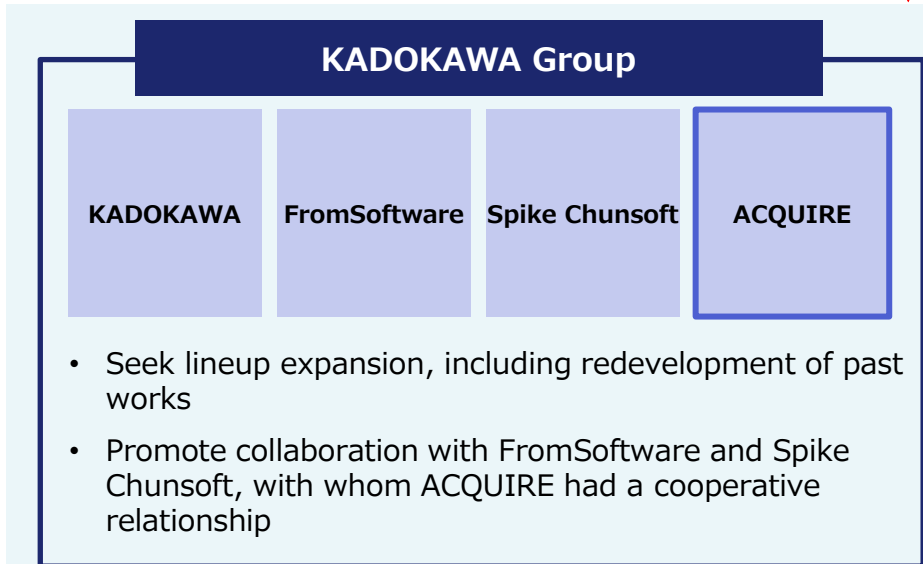 KADOKAWA Group
KADOKAWA
FromSoftware
Spike Chunsoft
ACQUIRE
• Seek lineup expansion, including redevelopment of past
works
• Promote collaboration with FromSoftware and Spike
Chunsoft, with whom ACQUIRE had a cooperative
relationship